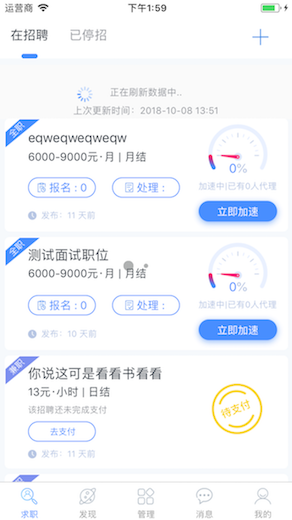 运营商 下午1:59
在招聘 已停招
正在刷新数据中..
上次更新时间：2018-10-08 13:51
全职
eqweqweqweqw
6000-9000元·月 | 月结
0%
报名：0 处理：
加速中|已有0人代理
发布：11 天前
立即加速
全职
测试面试职位
6000-9000元·月 | 月结
0%
报名：0 处理：
加速中|已有0人代理
发布：10 天前
立即加速
兼职
你说这可是看看书看看
13元·小时 | 日结
该招聘还未完成支付
待支付
去支付
发布：11 天前
求职 发现 管理 消息 我的